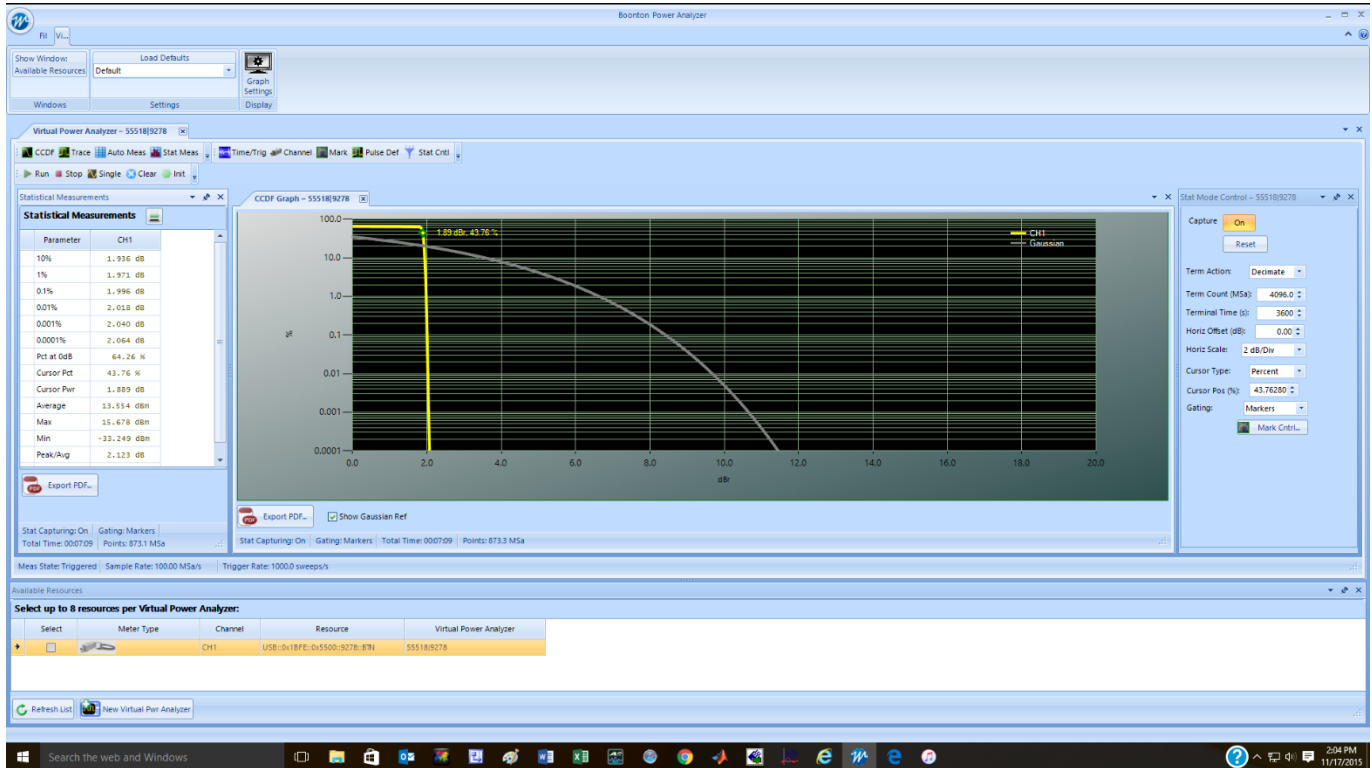 Boonton Power Analyzer
Fil Vi...
Show Window: Load Defaults
Available Resources Default
Graph
Settings
Windows Settings Display
Virtual Power Analyzer – 55518|9278
CCDF Trace Auto Meas Stat Meas Time/Trig Channel Mark Pulse Def Stat Cntl
Run Stop Single Clear Init
Statistical Measurements
Statistical Measurements
Parameter CH1
10% 1.936 dB
1% 1.971 dB
0.1% 1.996 dB
0.01% 2.018 dB
0.001% 2.040 dB
0.0001% 2.064 dB
Pct at 0dB 64.26 %
Cursor Pct 43.76 %
Cursor Pwr 1.889 dB
Average 13.554 dBm
Max 15.678 dBm
Min -33.249 dBm
Peak/Avg 2.123 dB
Export PDF...
Stat Capturing: On Gating: Markers
Total Time: 00:07:09 Points: 873.1 MSa
CCDF Graph – 55518|9278
1.89 dBr, 43.76 %
CH1
Gaussian
100.0
10.0
1.0
%
0.1
0.01
0.001
0.0001
0.0 2.0 4.0 6.0 8.0 10.0 12.0 14.0 16.0 18.0 20.0
dBr
Export PDF... Show Gaussian Ref
Stat Capturing: On Gating: Markers Total Time: 00:07:09 Points: 873.3 MSa
Stat Mode Control – 55518|9278
Capture On
Reset
Term Action: Decimate
Term Count (MSa): 4096.0
Terminal Time (s): 3600
Horiz Offset (dB): 0.00
Horiz Scale: 2 dB/Div
Cursor Type: Percent
Cursor Pos (%): 43.76280
Gating: Markers
Mark Cntrl...
Meas State: Triggered Sample Rate: 100.00 MSa/s Trigger Rate: 1000.0 sweeps/s
Available Resources
Select up to 8 resources per Virtual Power Analyzer:
Select Meter Type Channel Resource Virtual Power Analyzer
CH1 USB::0x1BFE::0x5500::9278::BTN 55518|9278
Refresh List New Virtual Pwr Analyzer
Search the web and Windows
2:04 PM
11/17/2015